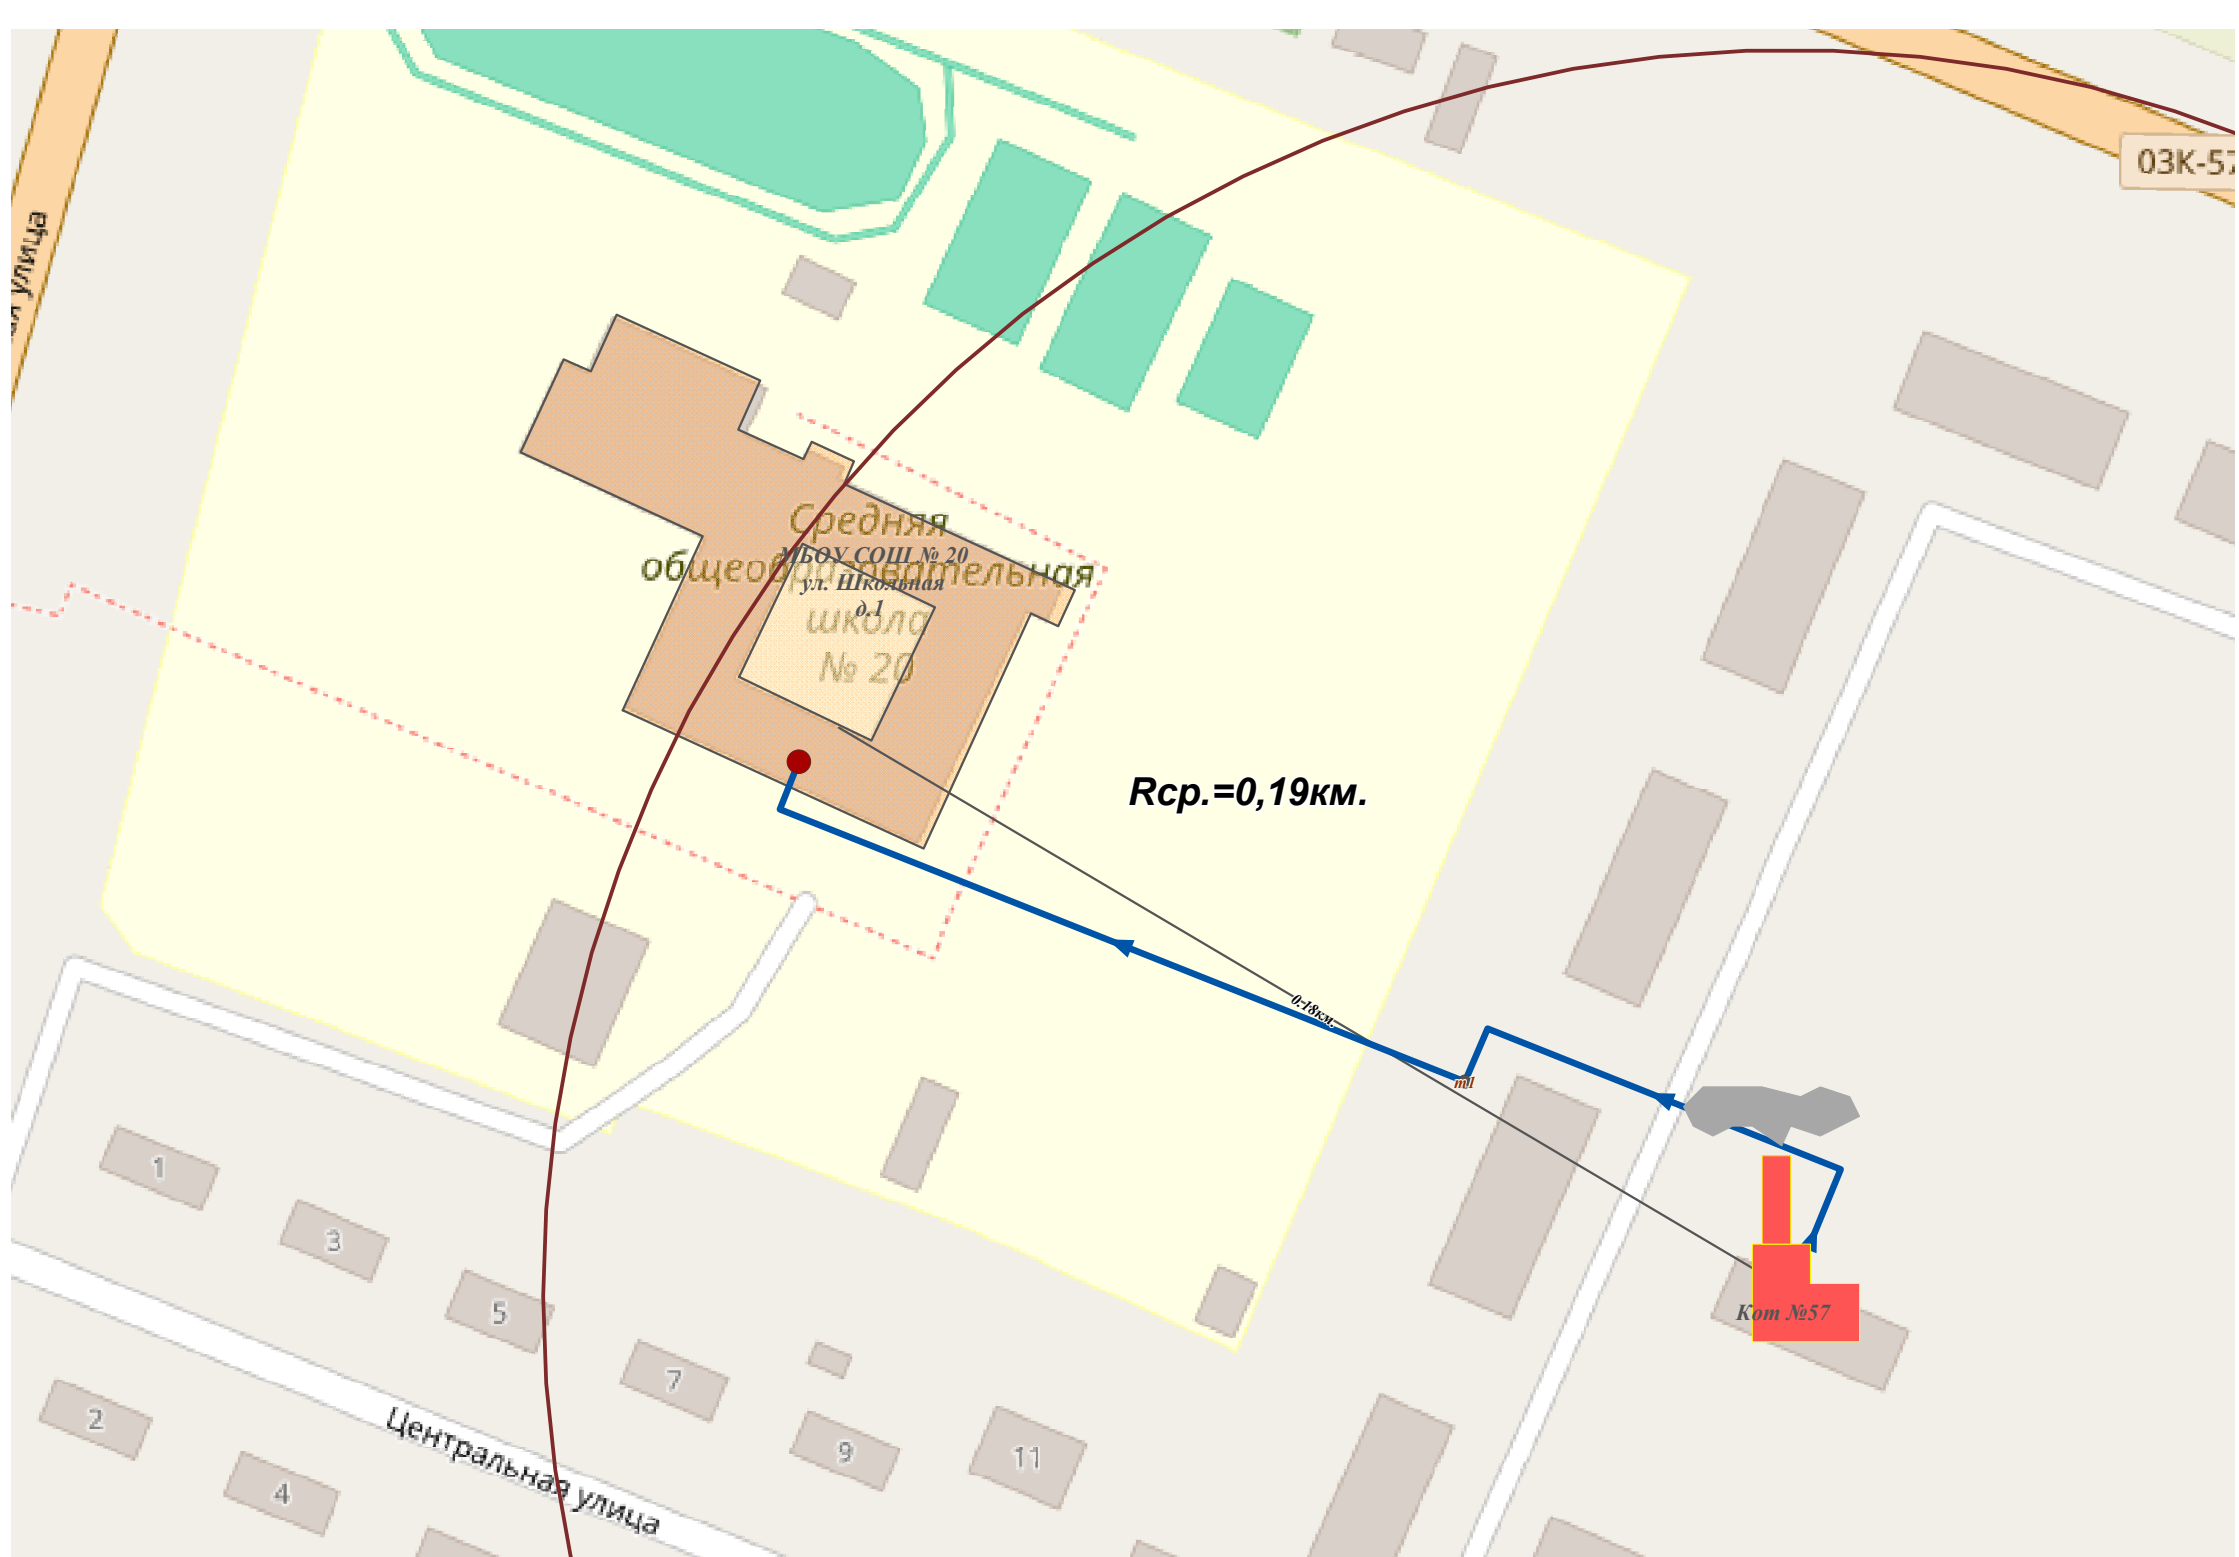 03К-57
улица
Средняя
общеобразовательная
школа
№ 20
МБОУ СОШ № 20
ул. Школьная
д.1
Rср.=0,19км.
0.18км.
т1
Кот №57
1
3
5
7
9
11
2
4
Центральная улица